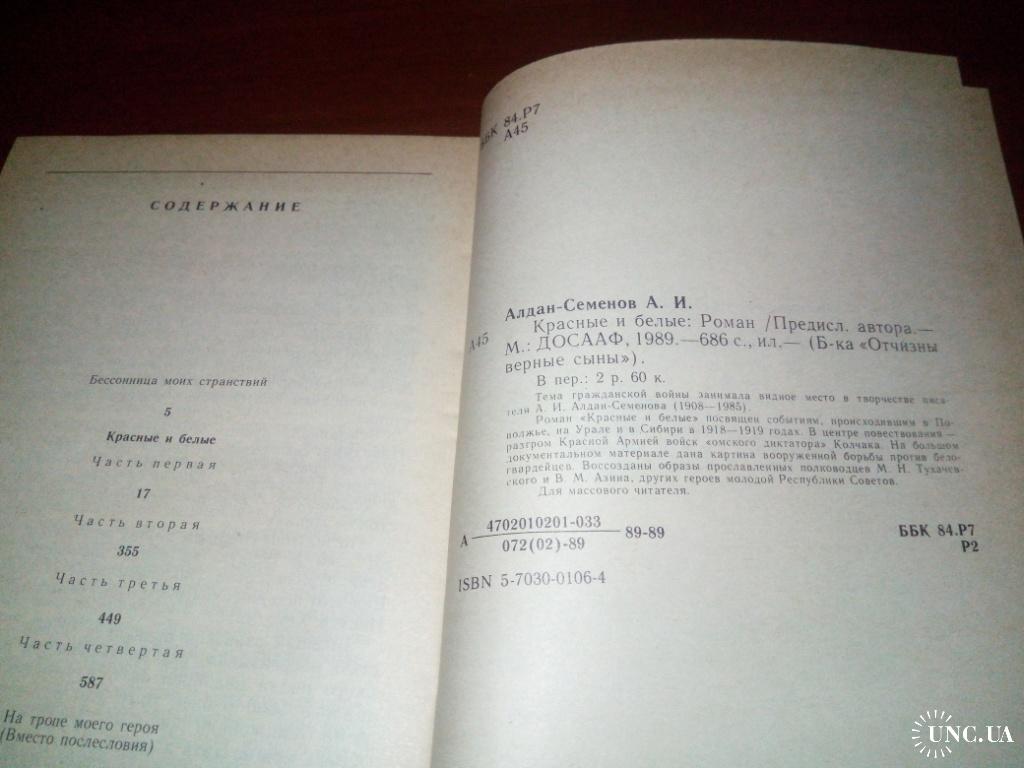 СОДЕРЖАНИЕ
Бессонница моих странствий
5
Красные и белые
Часть первая
17
Часть вторая
355
Часть третья
449
Часть четвертая
587
На тропе моего героя
(Вместо послесловия)
ББК 84.Р7
А45
Алдан-Семенов А. И.
А45 Красные и белые: Роман /Предисл. автора.—
М.: ДОСААФ, 1989.—686 с., ил.— (Б-ка «Отчизны
верные сыны»).
В пер.: 2 р. 60 к.
Тема гражданской войны занимала видное место в творчестве писа-
теля А. И. Алдан-Семенова (1908—1985).
Роман «Красные и белые» посвящен событиям, происходившим в По-
волжье, на Урале и в Сибири в 1918—1919 годах. В центре повествования —
разгром Красной Армией войск «омского диктатора» Колчака. На большом
документальном материале дана картина вооруженной борьбы против бело-
гвардейцев. Воссозданы образы прославленных полководцев М. Н. Тухачев-
ского и В. М. Азина, других героев молодой Республики Советов.
Для массового читателя.
А 4702010201-033 89-89
072(02)-89
ББК 84.Р7
Р2
ISBN 5-7030-0106-4
UNC.UA